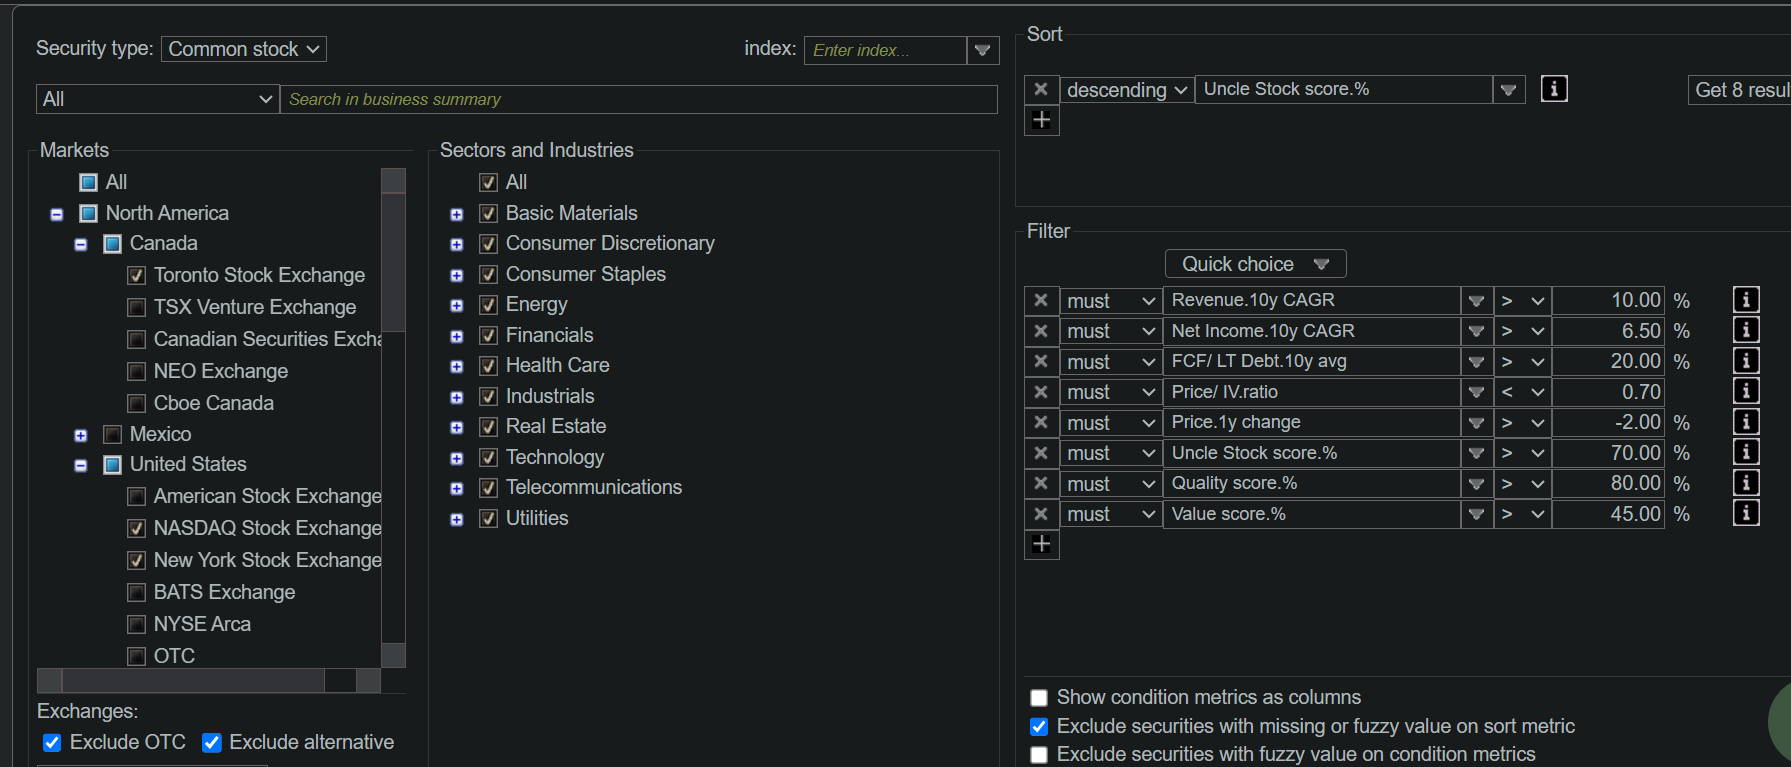 Security type: Common stock
index: Enter index...
All
Search in business summary
Markets
All
North America
Canada
Toronto Stock Exchange
TSX Venture Exchange
Canadian Securities Excha
NEO Exchange
Cboe Canada
Mexico
United States
American Stock Exchange
NASDAQ Stock Exchange
New York Stock Exchange
BATS Exchange
NYSE Arca
OTC
Exchanges:
Exclude OTC Exclude alternative
Sectors and Industries
All
Basic Materials
Consumer Discretionary
Consumer Staples
Energy
Financials
Health Care
Industrials
Real Estate
Technology
Telecommunications
Utilities
Sort
descending Uncle Stock score.% i Get 8 resul
Filter
Quick choice
must Revenue.10y CAGR > 10.00 % i
must Net Income.10y CAGR > 6.50 % i
must FCF/ LT Debt.10y avg > 20.00 % i
must Price/ IV.ratio < 0.70 i
must Price.1y change > -2.00 % i
must Uncle Stock score.% > 70.00 % i
must Quality score.% > 80.00 % i
must Value score.% > 45.00 % i
Show condition metrics as columns
Exclude securities with missing or fuzzy value on sort metric
Exclude securities with fuzzy value on condition metrics